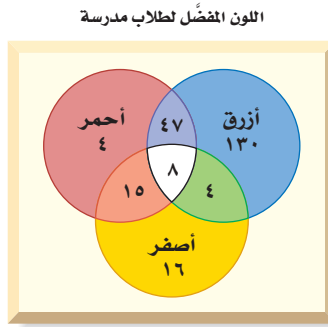 اللون المفضَّل لطلاب مدرسة
أحمر
٤
٤٧
أزرق
١٣٠
٨
١٥
٤
أصفر
١٦